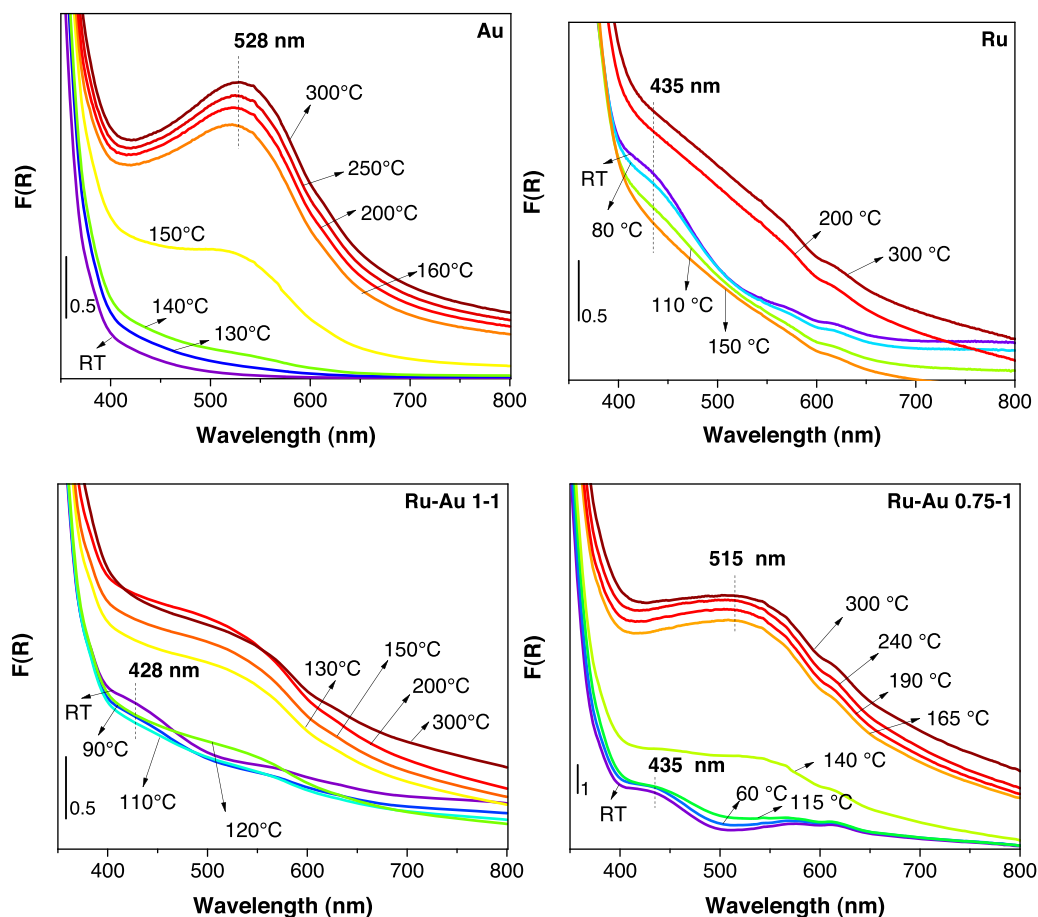 Au
528 nm
300°C
250°C
200°C
160°C
150°C
140°C
130°C
RT
0.5
F(R)
400 500 600 700 800
Wavelength (nm)
Ru
435 nm
RT
80 °C
200 °C
300 °C
110 °C
150 °C
0.5
F(R)
400 500 600 700 800
Wavelength (nm)
Ru-Au 1-1
428 nm
RT
90°C
110°C
120°C
130°C
150°C
200°C
300°C
0.5
F(R)
400 500 600 700 800
Wavelength (nm)
Ru-Au 0.75-1
515 nm
300 °C
240 °C
190 °C
165 °C
140 °C
435 nm
RT
60 °C
115 °C
1
F(R)
400 500 600 700 800
Wavelength (nm)